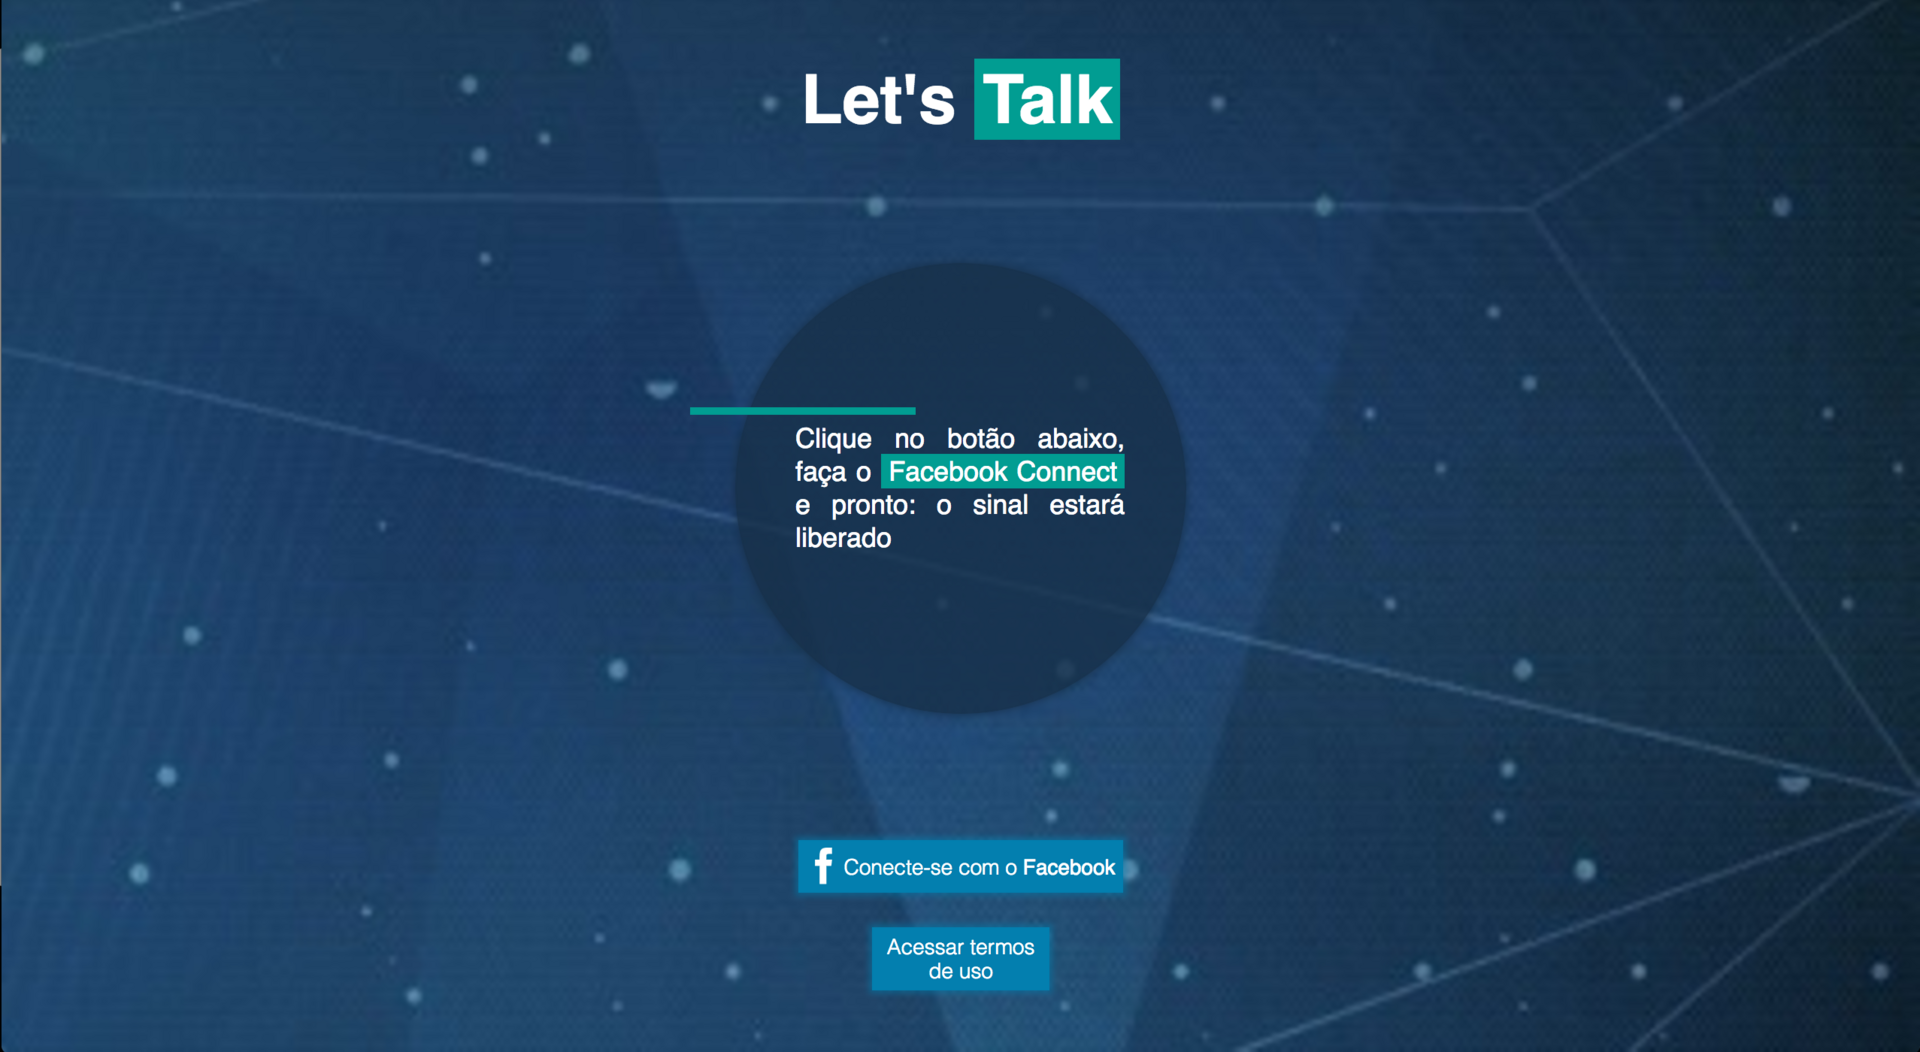 Let's Talk
Clique no botão abaixo,
faça o Facebook Connect
e pronto: o sinal estará
liberado
Conecte-se com o Facebook
Acessar termos
de uso